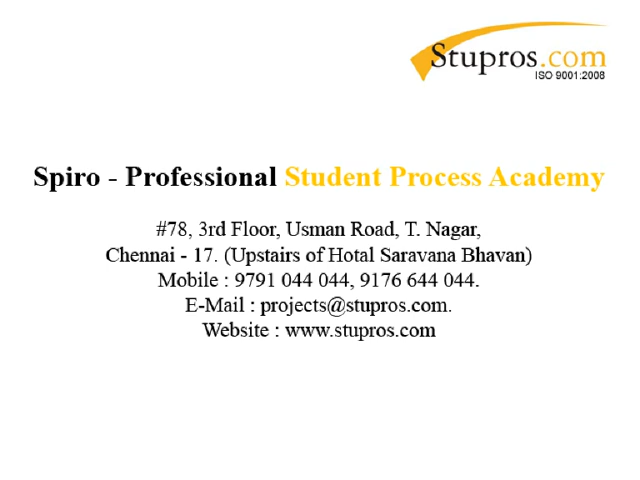 Stupros.com
ISO 9001:2008
Spiro - Professional Student Process Academy
#78, 3rd Floor, Usman Road, T. Nagar,
Chennai - 17. (Upstairs of Hotal Saravana Bhavan)
Mobile : 9791 044 044, 9176 644 044.
E-Mail : projects@stupros.com.
Website : www.stupros.com